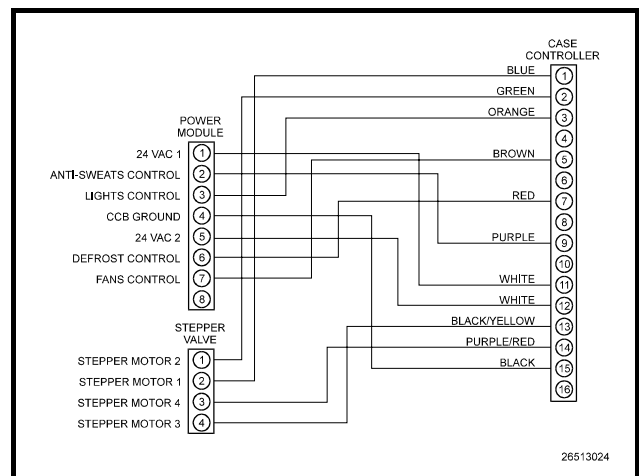 CASE
CONTROLLER
BLUE
1
GREEN
2
ORANGE
3
4
BROWN
5
6
RED
7
8
PURPLE
9
10
WHITE
11
WHITE
12
BLACK/YELLOW
13
PURPLE/RED
14
BLACK
15
16
POWER
MODULE
24 VAC 1
1
ANTI-SWEATS CONTROL
2
LIGHTS CONTROL
3
CCB GROUND
4
24 VAC 2
5
DEFROST CONTROL
6
FANS CONTROL
7
8
STEPPER
VALVE
STEPPER MOTOR 2
1
STEPPER MOTOR 1
2
STEPPER MOTOR 4
3
STEPPER MOTOR 3
4
26513024